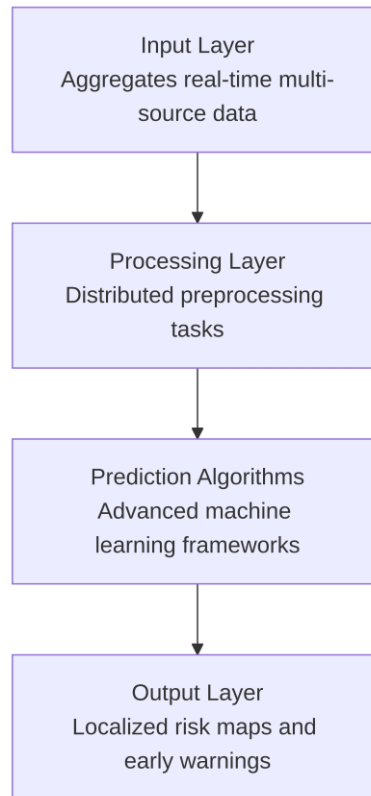 Input Layer
Aggregates real-time multi-
source data
Processing Layer
Distributed preprocessing
tasks
Prediction Algorithms
Advanced machine
learning frameworks
Output Layer
Localized risk maps and
early warnings